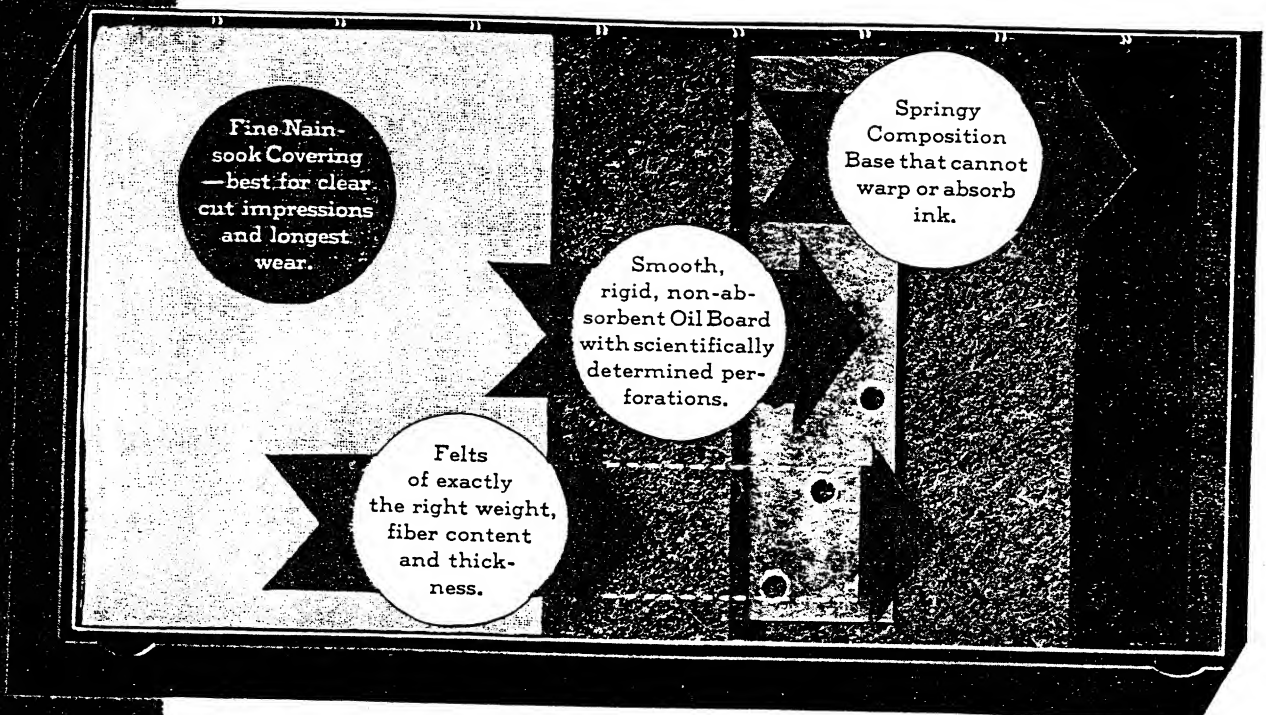 Fine Nain-
sook Covering
—best for clear
cut impressions
and longest
wear.
Springy
Composition
Base that cannot
warp or absorb
ink.
Smooth,
rigid, non-ab-
sorbent Oil Board
with scientifically
determined per-
forations.
Felts
of exactly
the right weight,
fiber content
and thick-
ness.